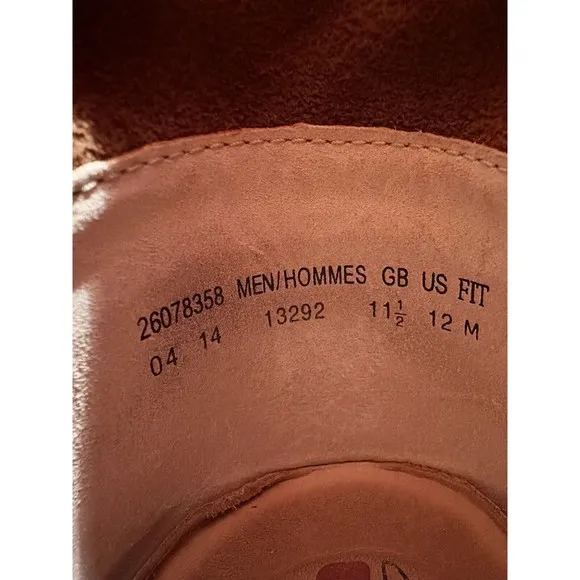 26078358 MEN/HOMMES GB US FIT
04 14 13292 11½ 12 M